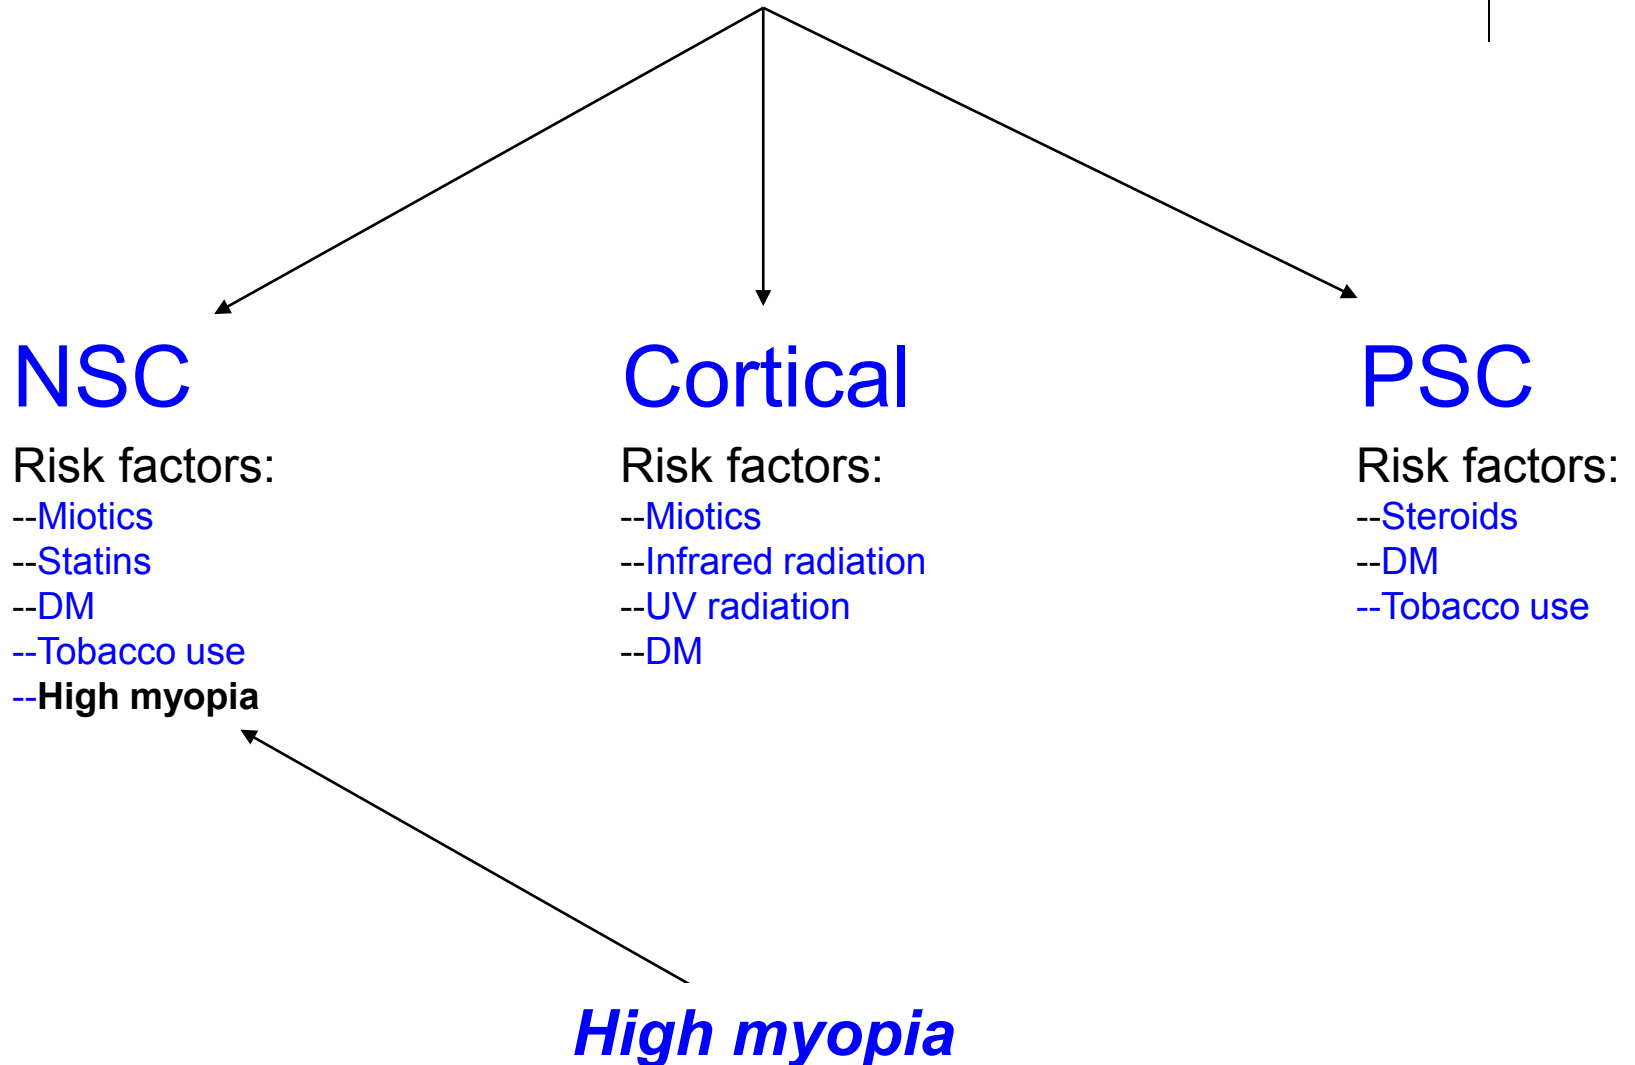 NSC
Risk factors:
--Miotics
--Statins
--DM
--Tobacco use
--High myopia
Cortical
Risk factors:
--Miotics
--Infrared radiation
--UV radiation
--DM
PSC
Risk factors:
--Steroids
--DM
--Tobacco use
High myopia